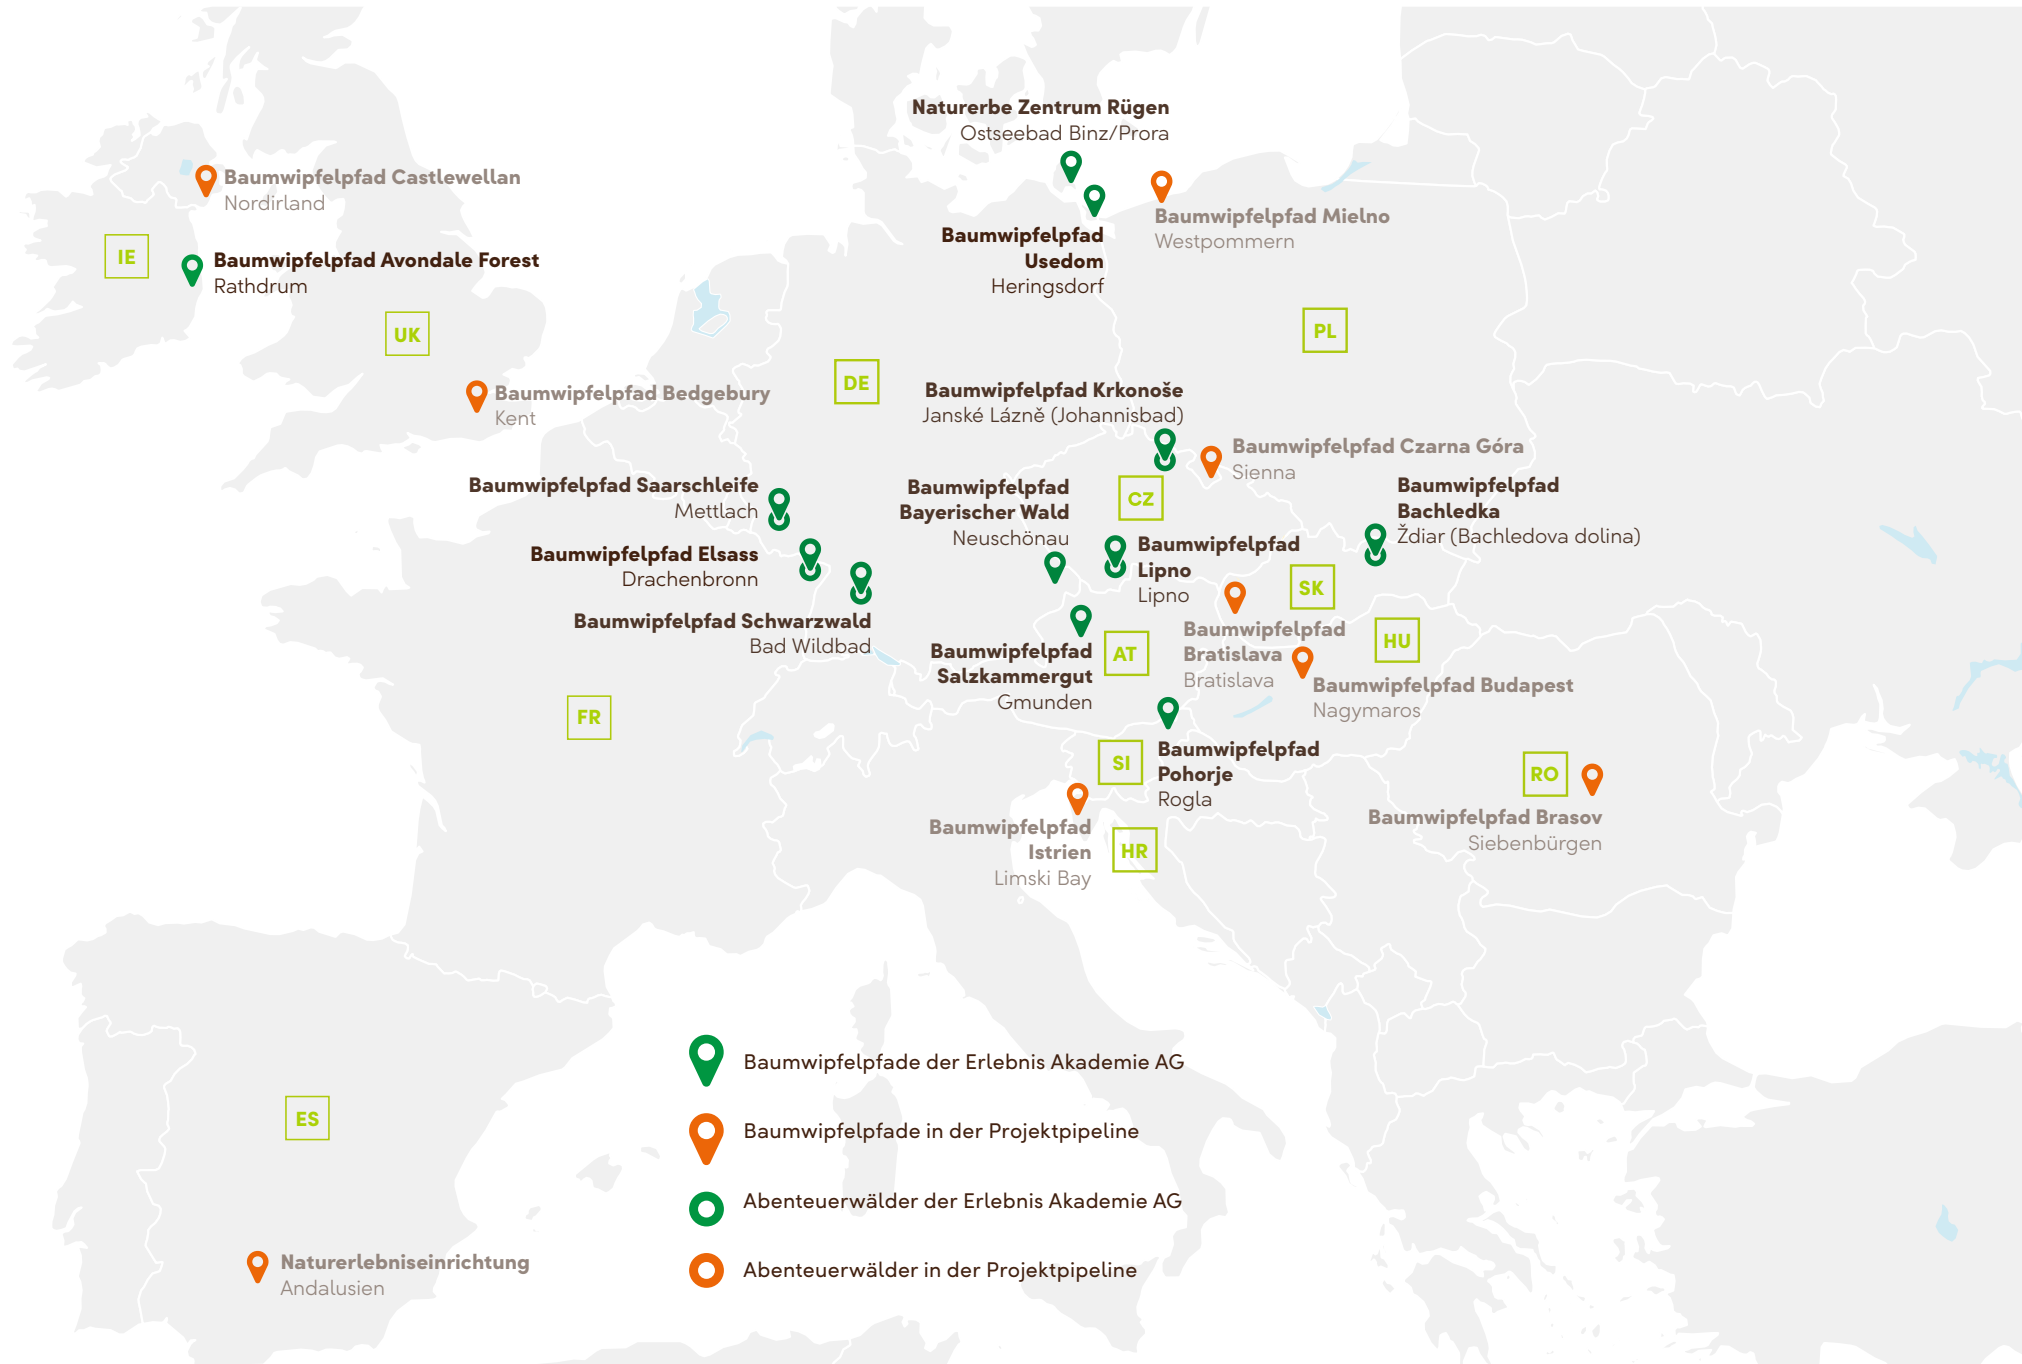 Naturerbe Zentrum Rügen
Ostseebad Binz/Prora
Baumwipfelpfad Castlewellan
Nordirland
Baumwipfelpfad Mielno
Westpommern
IE
Baumwipfelpfad Avondale Forest
Rathdrum
Baumwipfelpfad
Usedom
Heringsdorf
UK
PL
DE
Baumwipfelpfad Bedgebury
Kent
Baumwipfelpfad Krkonoše
Janské Lázně (Johannisbad)
Baumwipfelpfad Czarna Góra
Sienna
Baumwipfelpfad Saarschleife
Mettlach
Baumwipfelpfad
Bayerischer Wald
Neuschönau
CZ
Baumwipfelpfad
Bachledka
Ždiar (Bachledova dolina)
Baumwipfelpfad Elsass
Drachenbronn
Baumwipfelpfad
Lipno
Lipno
SK
Baumwipfelpfad Schwarzwald
Bad Wildbad
Baumwipfelpfad
Salzkammergut
Gmunden
AT
Baumwipfelpfad
Bratislava
Bratislava
HU
Baumwipfelpfad Budapest
Nagymaros
FR
SI
Baumwipfelpfad
Pohorje
Rogla
RO
Baumwipfelpfad Brasov
Siebenbürgen
Baumwipfelpfad
Istrien
Limski Bay
HR
Baumwipfelpfade der Erlebnis Akademie AG
Baumwipfelpfade in der Projektpipeline
Abenteuerwälder der Erlebnis Akademie AG
Abenteuerwälder in der Projektpipeline
ES
Naturerlebniseinrichtung
Andalusien